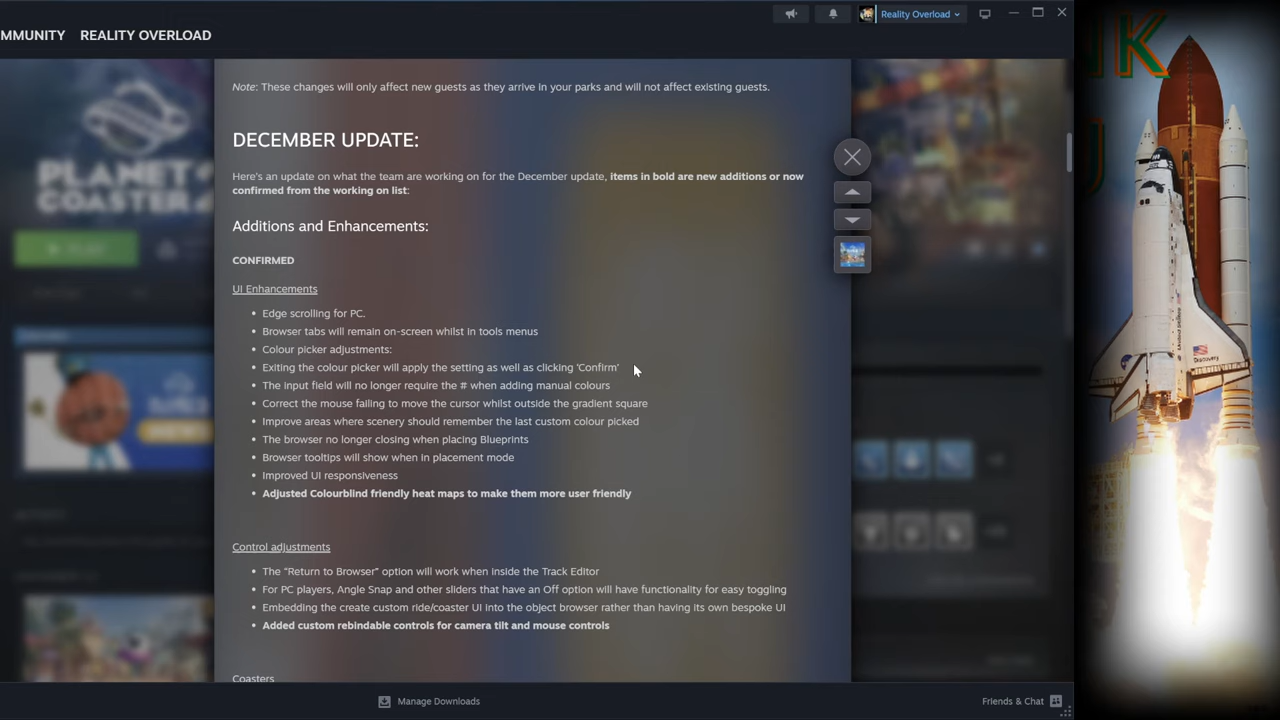 Reality Overload
MMUNITY REALITY OVERLOAD
PLANET
COASTER
Note: These changes will only affect new guests as they arrive in your parks and will not affect existing guests.
DECEMBER UPDATE:
Here's an update on what the team are working on for the December update, items in bold are new additions or now
confirmed from the working on list:
Additions and Enhancements:
CONFIRMED
UI Enhancements
• Edge scrolling for PC.
• Browser tabs will remain on-screen whilst in tools menus
• Colour picker adjustments:
• Exiting the colour picker will apply the setting as well as clicking 'Confirm'
• The input field will no longer require the # when adding manual colours
• Correct the mouse failing to move the cursor whilst outside the gradient square
• Improve areas where scenery should remember the last custom colour picked
• The browser no longer closing when placing Blueprints
• Browser tooltips will show when in placement mode
• Improved UI responsiveness
• Adjusted Colourblind friendly heat maps to make them more user friendly
Control adjustments
• The "Return to Browser" option will work when inside the Track Editor
• For PC players, Angle Snap and other sliders that have an Off option will have functionality for easy toggling
• Embedding the create custom ride/coaster UI into the object browser rather than having its own bespoke UI
• Added custom rebindable controls for camera tilt and mouse controls
Coasters
Manage Downloads
Friends & Chat
NK
J
United States
Discovery